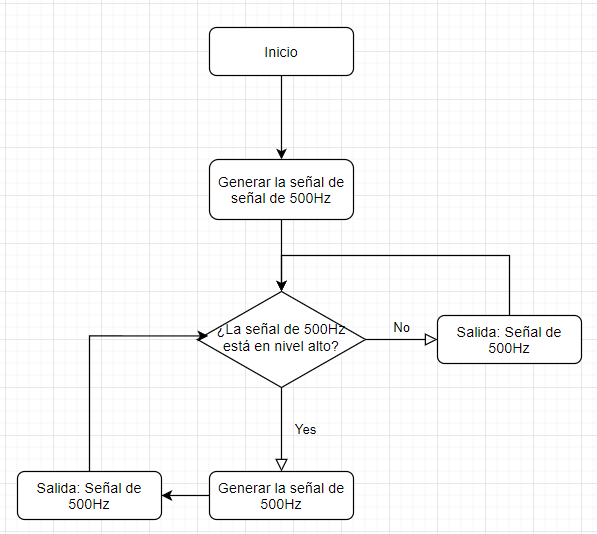 Inicio
Generar la señal de
señal de 500Hz
¿La señal de 500Hz
está en nivel alto?
No
Salida: Señal de
500Hz
Yes
Generar la señal de
500Hz
Salida: Señal de
500Hz